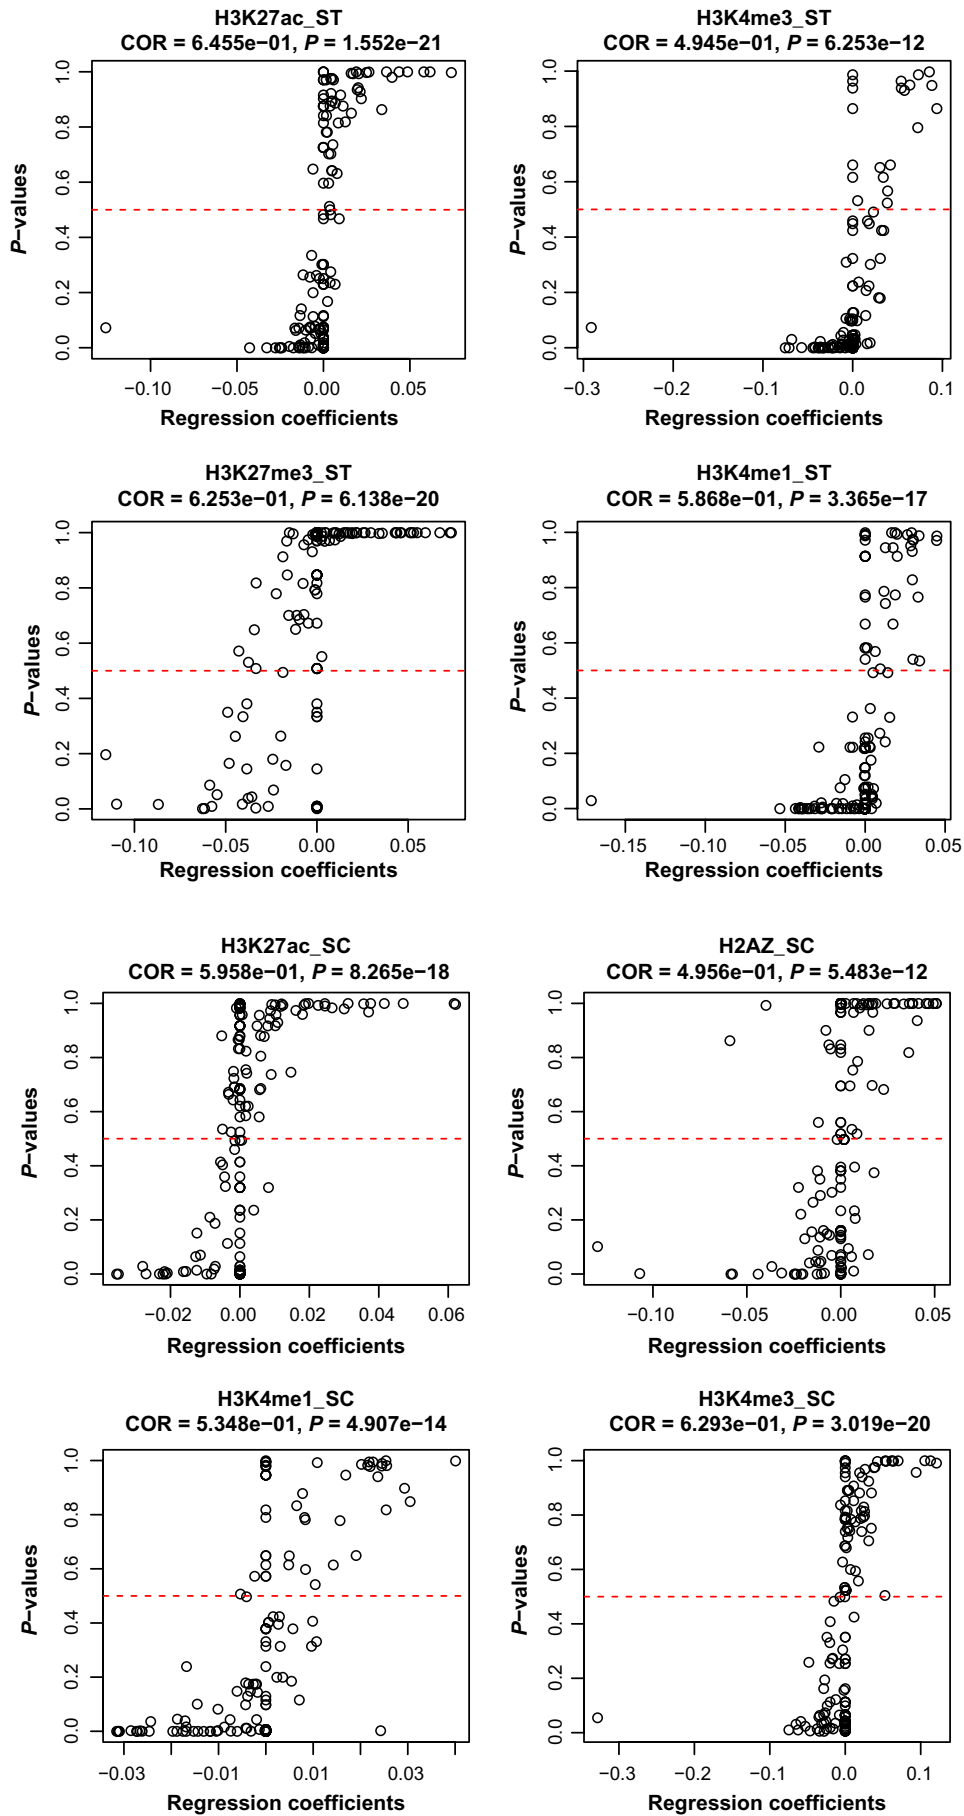 H3K27ac_ST
COR = 6.455e−01, P = 1.552e−21
P−values
0.0 0.2 0.4 0.6 0.8 1.0
−0.10 −0.05 0.00 0.05
Regression coefficients
H3K4me3_ST
COR = 4.945e−01, P = 6.253e−12
P−values
0.0 0.2 0.4 0.6 0.8 1.0
−0.3 −0.2 −0.1 0.0 0.1
Regression coefficients
H3K27me3_ST
COR = 6.253e−01, P = 6.138e−20
P−values
0.0 0.2 0.4 0.6 0.8 1.0
−0.10 −0.05 0.00 0.05
Regression coefficients
H3K4me1_ST
COR = 5.868e−01, P = 3.365e−17
P−values
0.0 0.2 0.4 0.6 0.8 1.0
−0.15 −0.10 −0.05 0.00 0.05
Regression coefficients
H3K27ac_SC
COR = 5.958e−01, P = 8.265e−18
P−values
0.0 0.2 0.4 0.6 0.8 1.0
−0.02 0.00 0.02 0.04 0.06
Regression coefficients
H2AZ_SC
COR = 4.956e−01, P = 5.483e−12
P−values
0.0 0.2 0.4 0.6 0.8 1.0
−0.10 −0.05 0.00 0.05
Regression coefficients
H3K4me1_SC
COR = 5.348e−01, P = 4.907e−14
P−values
0.0 0.2 0.4 0.6 0.8 1.0
−0.03 −0.01 0.01 0.03
Regression coefficients
H3K4me3_SC
COR = 6.293e−01, P = 3.019e−20
P−values
0.0 0.2 0.4 0.6 0.8 1.0
−0.3 −0.2 −0.1 0.0 0.1
Regression coefficients